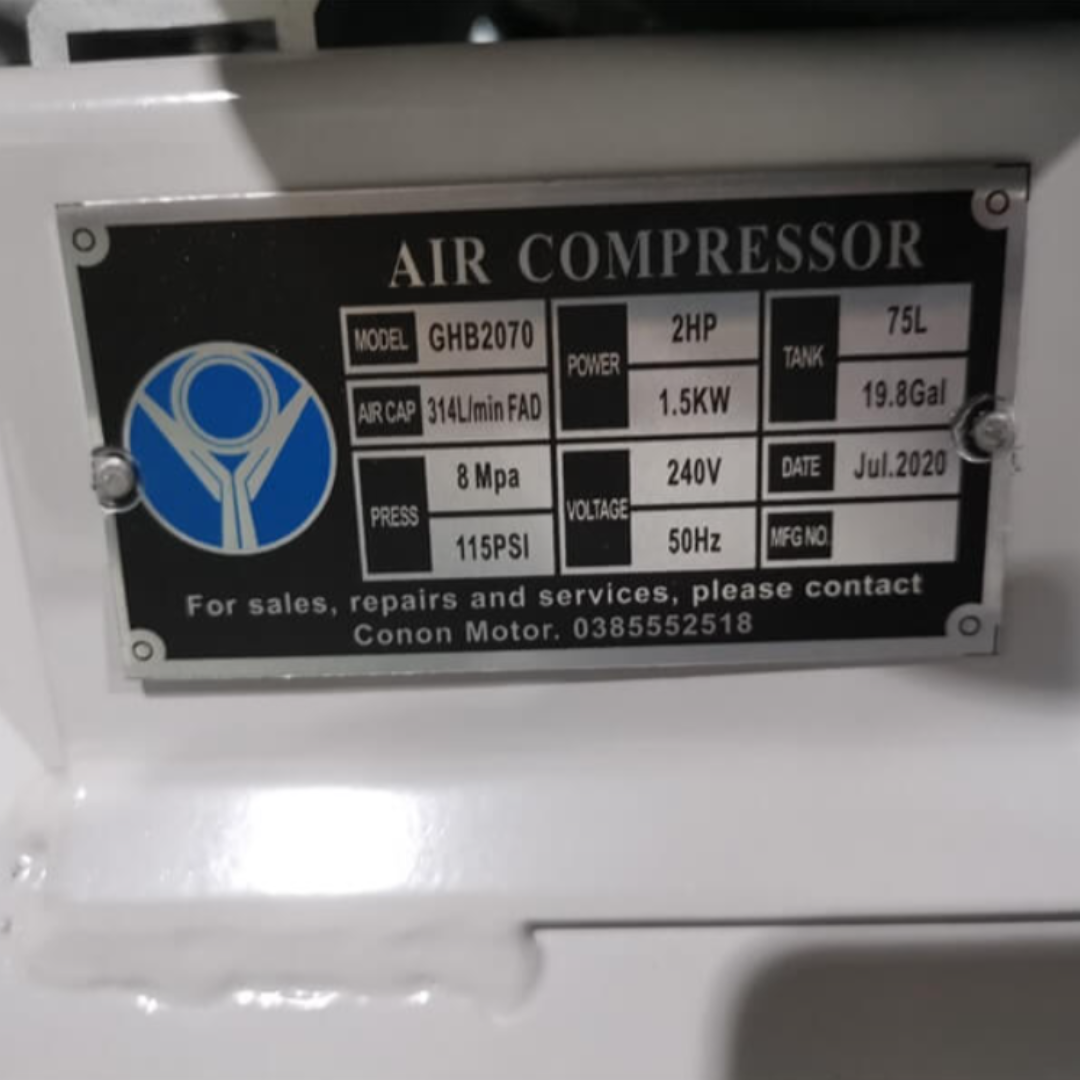 AIR COMPRESSOR
MODEL GHB2070
AIR CAP 314L/min FAD
PRESS 8 Mpa
115PSI
POWER 2HP
1.5KW
VOLTAGE 240V
50Hz
TANK 75L
19.8Gal
DATE Jul.2020
MFG NO.
For sales, repairs and services, please contact
Conon Motor. 0385552518